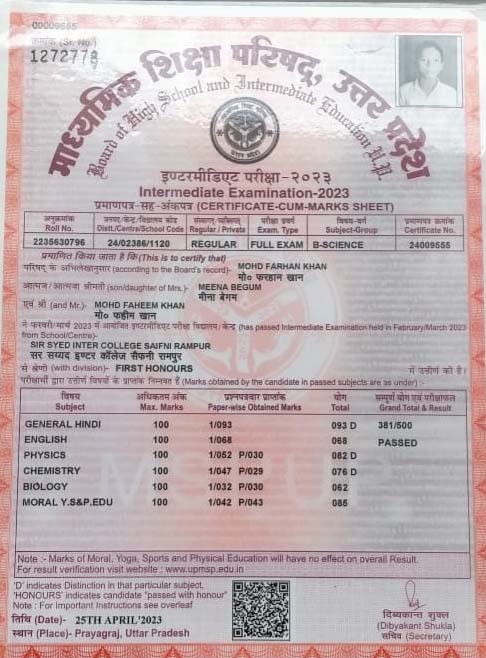 00009555
क्रमांक (Sr. No.)
1272778
माध्यमिक शिक्षा परिषद्, उत्तर प्रदेश
Board of High School and Intermediate Education U.P.
इण्टरमीडिएट परीक्षा-२०२३
Intermediate Examination-2023
प्रमाणपत्र-सह-अंकपत्र (CERTIFICATE-CUM-MARKS SHEET)
अनुक्रमांक जनपद/केन्द्र/विद्यालय कोड संस्थागत/व्यक्तिगत परीक्षा प्रकार विषय-वर्ग प्रमाणपत्र क्रमांक
Roll No. Distt./Centre/School Code Regular / Private Exam. Type Subject-Group Certificate No.
2235630796 24/02386/1120 REGULAR FULL EXAM B-SCIENCE 24009555
प्रमाणित किया जाता है कि(This is to certify that)
परिषद् के अभिलेखानुसार (according to the Board's record)- MOHD FARHAN KHAN
मो० फरहान खान
आत्मज/ आत्मजा श्रीमती (son/daughter of Mrs.)- MEENA BEGUM
मीना बेगम
एवं श्री (and Mr.)- MOHD FAHEEM KHAN
मो० फहीम खान
ने फरवरी/मार्च 2023 में आयोजित इण्टरमीडिएट परीक्षा विद्यालय/ केन्द्र (has passed Intermediate Examination held in February/March 2023
from School/Centre)-
SIR SYED INTER COLLEGE SAIFNI RAMPUR
सर सय्यद इण्टर कॉलेज सैफनी रामपुर
से श्रेणी (with division)- FIRST HONOURS में उत्तीर्ण की है।
परीक्षार्थी द्वारा उत्तीर्ण विषयों के प्राप्तांक निम्नवत हैं (Marks obtained by the candidate in passed subjects are as under) :-
विषय अधिकतम अंक प्रश्नपत्रवार प्राप्तांक योग सम्पूर्ण योग एवं परीक्षाफल
Subject Max. Marks Paper-wise Obtained Marks Total Grand Total & Result
GENERAL HINDI 100 1/093 093 D 381/500
ENGLISH 100 1/068 068 PASSED
PHYSICS 100 1/052 P/030 082 D
CHEMISTRY 100 1/047 P/029 076 D
BIOLOGY 100 1/032 P/030 062
MORAL Y.S&P.EDU 100 1/042 P/043 085
Note :- Marks of Moral, Yoga, Sports and Physical Education will have no effect on overall Result.
For result verification visit website : www.upmsp.edu.in
'D' indicates Distinction in that particular subject.
'HONOURS' indicates candidate "passed with honour"
Note : For Important Instructions see overleaf
तिथि (Date)- 25TH APRIL'2023
स्थान (Place)- Prayagraj, Uttar Pradesh
दिब्यकान्त शुक्ल
(Dibyakant Shukla)
सचिव (Secretary)